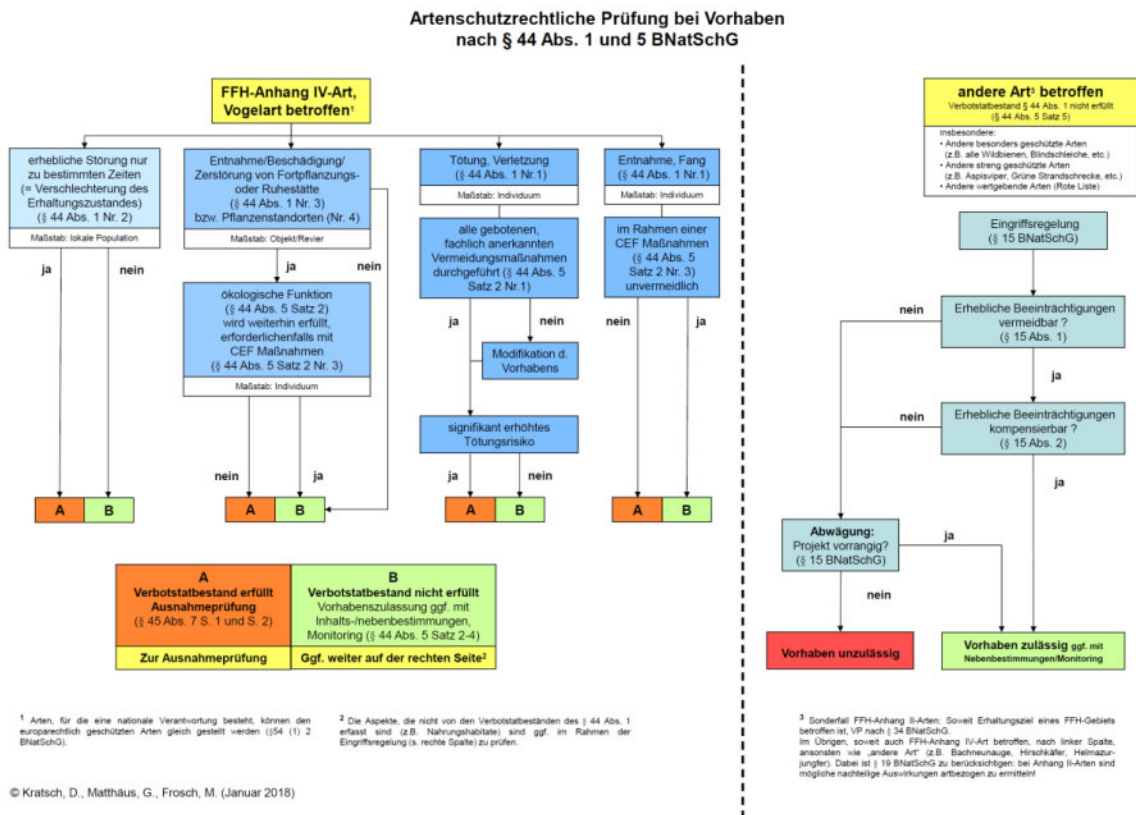 Artenschutzrechtliche Prüfung bei Vorhaben
nach § 44 Abs. 1 und 5 BNatSchG
FFH-Anhang IV-Art,
Vogelart betroffen¹
erhebliche Störung nur
zu bestimmten Zeiten
(= Verschlechterung des
Erhaltungszustandes)
(§ 44 Abs. 1 Nr. 2)
Maßstab: lokale Population
ja
nein
Entnahme/Beschädigung/
Zerstörung von Fortpflanzungs-
oder Ruhestätte
(§ 44 Abs. 1 Nr. 3)
bzw. Pflanzenstandorten (Nr. 4)
Maßstab: Objekt/Revier
ja
nein
ökologische Funktion
(§ 44 Abs. 5 Satz 2)
wird weiterhin erfüllt,
erforderlichenfalls mit
CEF Maßnahmen
(§ 44 Abs. 5 Satz 2 Nr. 3)
Maßstab: Individuum
nein
ja
Tötung, Verletzung
(§ 44 Abs. 1 Nr.1)
Maßstab: Individuum
alle gebotenen,
fachlich anerkannten
Vermeidungsmaßnahmen
durchgeführt (§ 44 Abs. 5
Satz 2 Nr.1)
ja
nein
Modifikation d.
Vorhabens
signifikant erhöhtes
Tötungsrisiko
ja
nein
Entnahme, Fang
(§ 44 Abs. 1 Nr.1)
Maßstab: Individuum
im Rahmen einer
CEF Maßnahmen
(§ 44 Abs. 5
Satz 2 Nr. 3)
unvermeidlich
nein
ja
A B
A B
A B
A B
A
Verbotstatbestand erfüllt
Ausnahmeprüfung
(§ 45 Abs. 7 S. 1 und S. 2)
Zur Ausnahmeprüfung
B
Verbotstatbestand nicht erfüllt
Vorhabenszulassung ggf. mit
Inhalts-/nebenbestimmungen,
Monitoring (§ 44 Abs. 5 Satz 2-4)
Ggf. weiter auf der rechten Seite²
¹ Arten, für die eine nationale Verantwortung besteht, können den
europarechtlich geschützten Arten gleich gestellt werden (§54 (1) 2
BNatSchG).
² Die Aspekte, die nicht von den Verbotstatbeständen des § 44 Abs. 1
erfasst sind (z.B. Nahrungshabitate) sind ggf. im Rahmen der
Eingriffsregelung (s. rechte Spalte) zu prüfen.
© Kratsch, D., Matthäus, G., Frosch, M. (Januar 2018)
andere Art³ betroffen
Verbotstatbestand § 44 Abs. 1 nicht erfüllt
(§ 44 Abs. 5 Satz 5)
Insbesondere:
• Andere besonders geschützte Arten
(z.B. alle Wildbienen, Blindschleiche, etc.)
• Andere streng geschützte Arten
(z.B. Aspisviper, Grüne Strandschrecke, etc.)
• Andere wertgebende Arten (Rote Liste)
Eingriffsregelung
(§ 15 BNatSchG)
Erhebliche Beeinträchtigungen
vermeidbar ?
(§ 15 Abs. 1)
nein
ja
Erhebliche Beeinträchtigungen
kompensierbar ?
(§ 15 Abs. 2)
nein
ja
Abwägung:
Projekt vorrangig?
(§ 15 BNatSchG)
ja
nein
Vorhaben unzulässig
Vorhaben zulässig ggf. mit
Nebenbestimmungen/Monitoring
³ Sonderfall FFH-Anhang II-Arten: Soweit Erhaltungsziel eines FFH-Gebiets
betroffen ist, VP nach § 34 BNatSchG.
Im Übrigen, soweit auch FFH-Anhang IV-Art betroffen, nach linker Spalte,
ansonsten wie „andere Art“ (z.B. Bachneunauge, Hirschkäfer, Helmazur-
jungfer). Dabei ist § 19 BNatSchG zu berücksichtigen: bei Anhang II-Arten sind
mögliche nachteilige Auswirkungen artbezogen zu ermitteln!